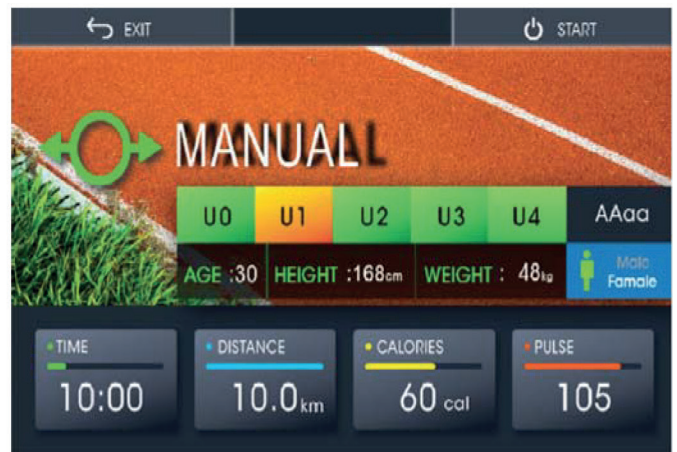 EXIT
START
MANUAL
U0 U1 U2 U3 U4 AAaa
AGE :30 HEIGHT :168cm WEIGHT : 48kg Male
Famale
TIME DISTANCE CALORIES PULSE
10:00 10.0km 60 cal 105